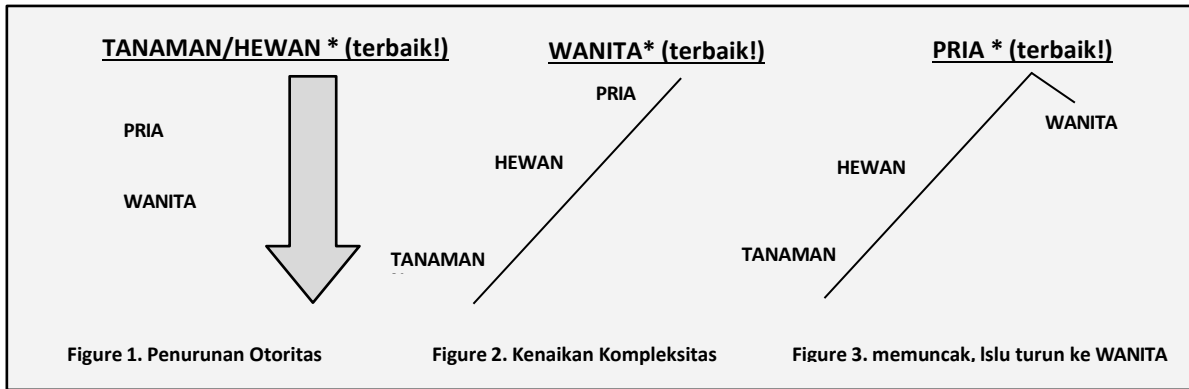 TANAMAN/HEWAN * (terbaik!)
PRIA
WANITA
Figure 1. Penurunan Otoritas
WANITA* (terbaik!)
PRIA
HEWAN
TANAMAN
Figure 2. Kenaikan Kompleksitas
PRIA * (terbaik!)
WANITA
HEWAN
TANAMAN
Figure 3. memuncak, lslu turun ke WANITA